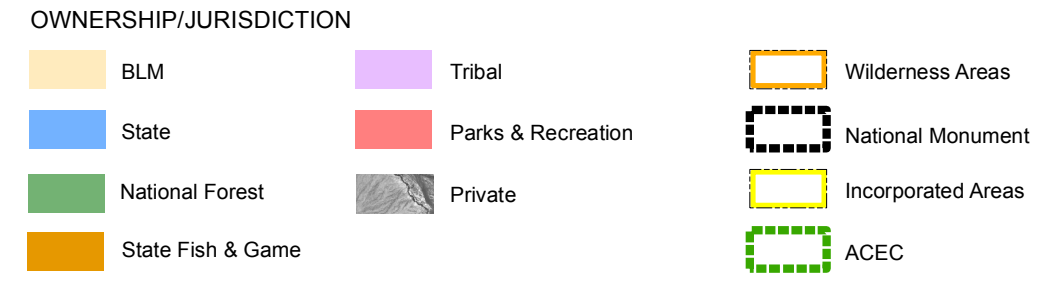 OWNERSHIP/JURISDICTION
BLM
State
National Forest
State Fish & Game
Tribal
Parks & Recreation
Private
Wilderness Areas
National Monument
Incorporated Areas
ACEC